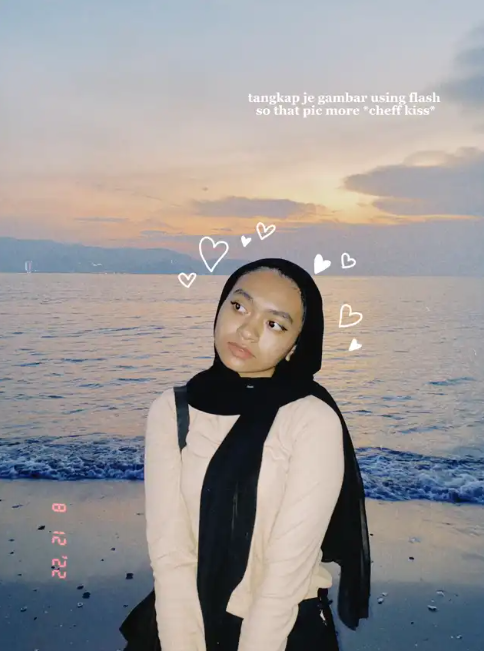 tangkap je gambar using flash
so that pic more *cheff kiss*
22, 21 8